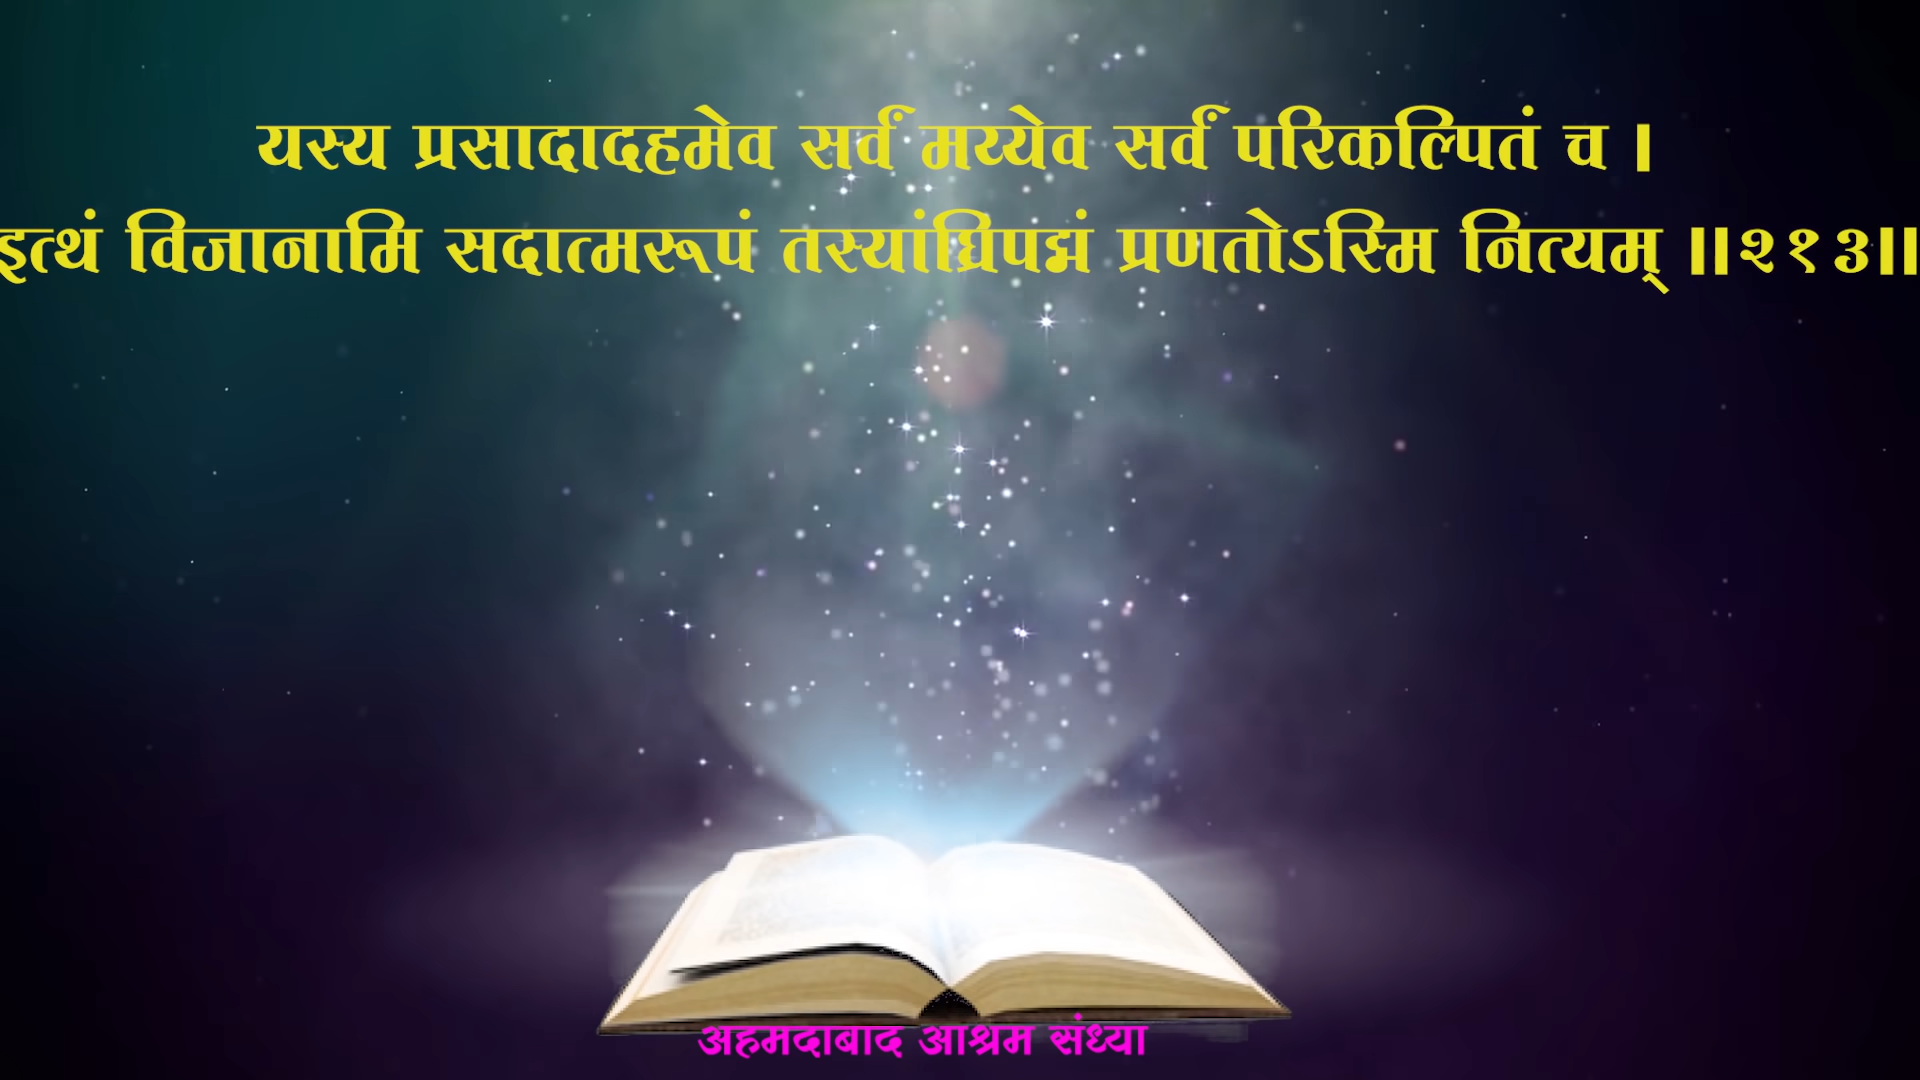 यस्य प्रसादादहमेव सर्वं मय्येव सर्वं परिकल्पितं च ।
इत्थं विजानामि सदात्मरूपं तस्यांघ्रिपद्मं प्रणतोऽस्मि नित्यम् ॥२१३॥
अहमदाबाद आश्रम संध्या